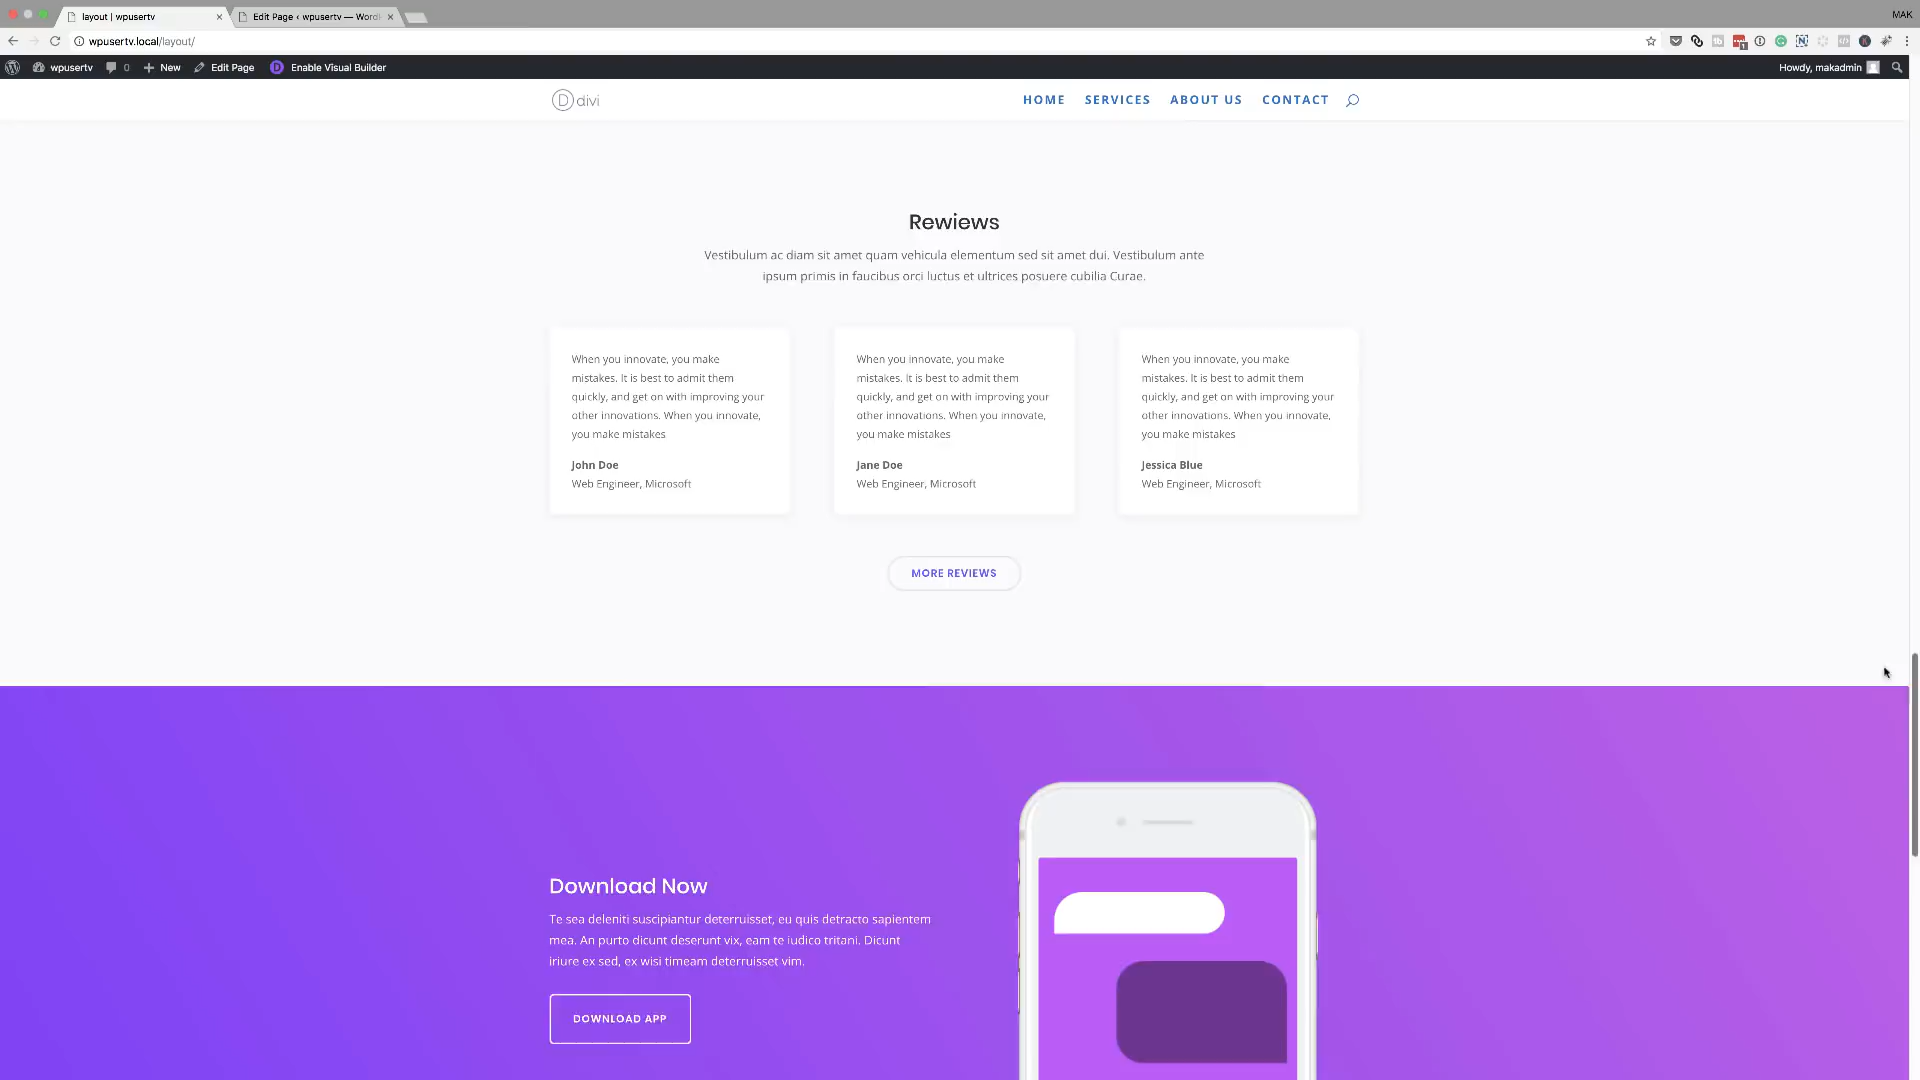 layout | wpusertv
Edit Page ‹ wpusertv — Word
MAK
wpusertv.local/layout/
wpusertv 0 New Edit Page Enable Visual Builder
Howdy, makadmin
divi
HOME SERVICES ABOUT US CONTACT
Rewiews
Vestibulum ac diam sit amet quam vehicula elementum sed sit amet dui. Vestibulum ante
ipsum primis in faucibus orci luctus et ultrices posuere cubilia Curae.
When you innovate, you make
mistakes. It is best to admit them
quickly, and get on with improving your
other innovations. When you innovate,
you make mistakes
John Doe
Web Engineer, Microsoft
When you innovate, you make
mistakes. It is best to admit them
quickly, and get on with improving your
other innovations. When you innovate,
you make mistakes
Jane Doe
Web Engineer, Microsoft
When you innovate, you make
mistakes. It is best to admit them
quickly, and get on with improving your
other innovations. When you innovate,
you make mistakes
Jessica Blue
Web Engineer, Microsoft
MORE REVIEWS
Download Now
Te sea deleniti suscipiantur deterruisset, eu quis detracto sapientem
mea. An purto dicunt deserunt vix, eam te iudico tritani. Dicunt
iriure ex sed, ex wisi timeam deterruisset vim.
DOWNLOAD APP